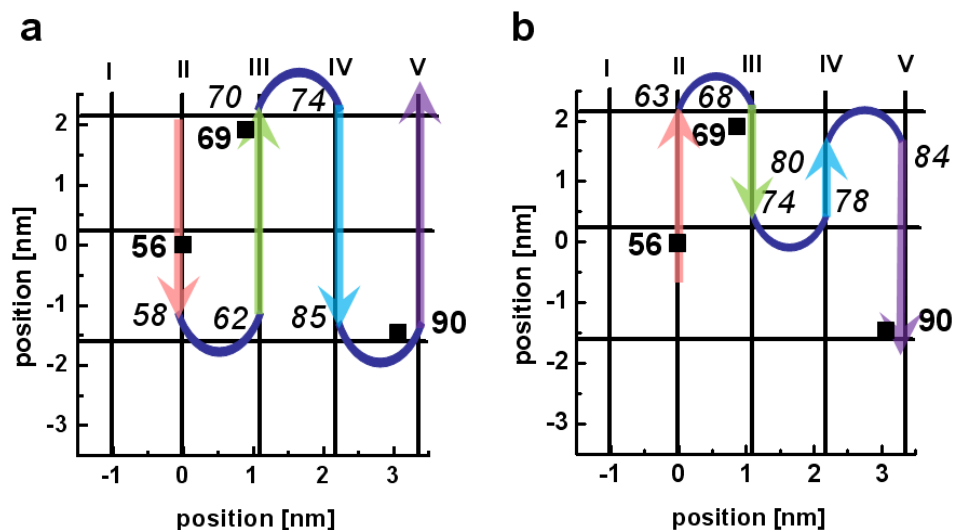 a
I II III IV V
70 74
2
69
1
position [nm]
0
56
-1
58 62 85 90
-2
-3
-1 0 1 2 3
position [nm]
b
I II III IV V
63 68
2
69
84
1
80
74 78
position [nm]
0
56
-1
90
-2
-3
-1 0 1 2 3
position [nm]